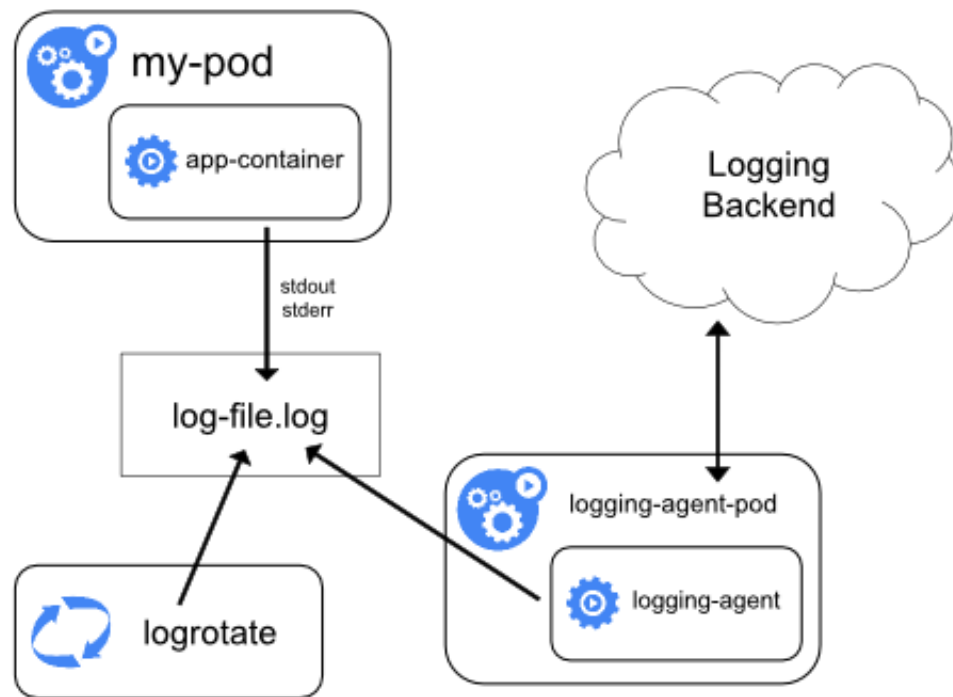 my-pod
app-container
Logging
Backend
stdout
stderr
log-file.log
logging-agent-pod
logging-agent
logrotate